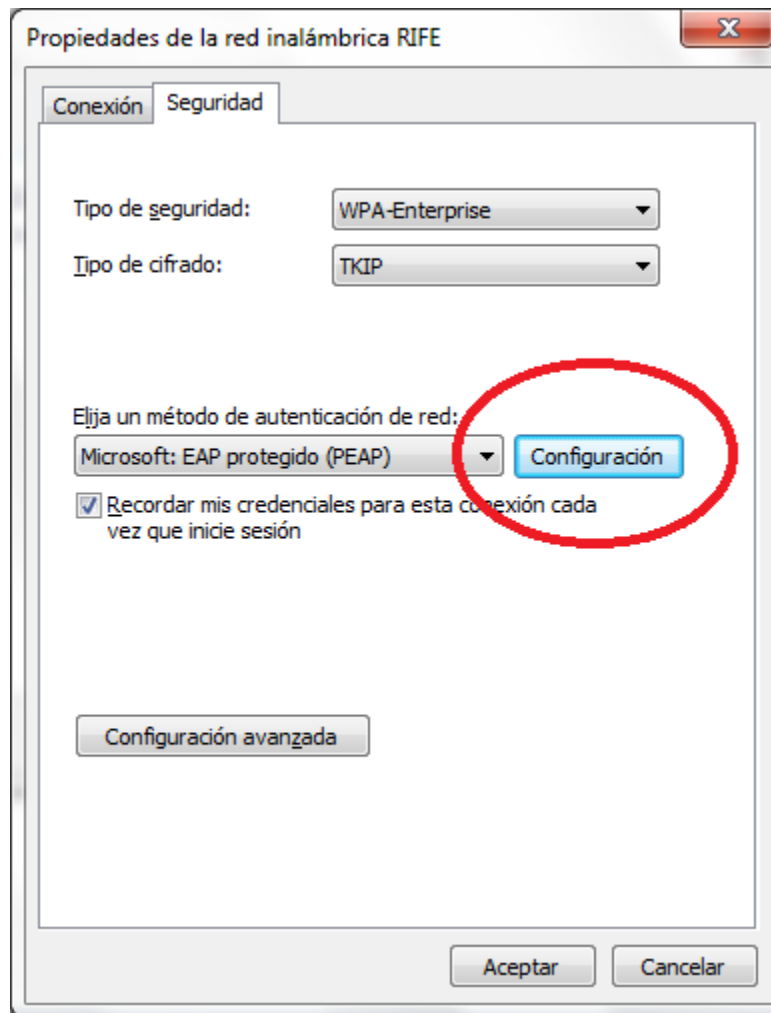 Propiedades de la red inalámbrica RIFE
Conexión
Seguridad
Tipo de seguridad:
WPA-Enterprise
Tipo de cifrado:
TKIP
Elija un método de autenticación de red:
Microsoft: EAP protegido (PEAP)
Configuración
Recordar mis credenciales para esta conexión cada
vez que inicie sesión
Configuración avanzada
Aceptar
Cancelar